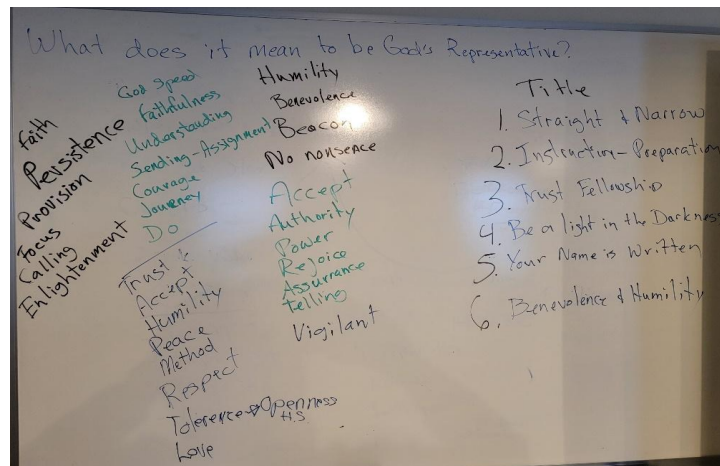 What does it mean to be God's Representative?
Faith
Persistence
Provision
Focus
Calling
Enlightenment
God Speed
Faithfulness
Understanding
Sending-Assignment
Courage
Journey
Do
Trust &
Accept
Humility
Peace
Method
Respect
Tolerence & Openness
HS
Love
Humility
Benevolence
Beacon
No nonsence
Accept
Authority
Power
Rejoice
Assurrance
Telling
Vigilant
Title
1. Straight & Narrow
2. Instruction-Preparation
3. Trust Fellowship
4. Be a light in the Darkness
5. Your Name is Written
6. Benevolence & Humility